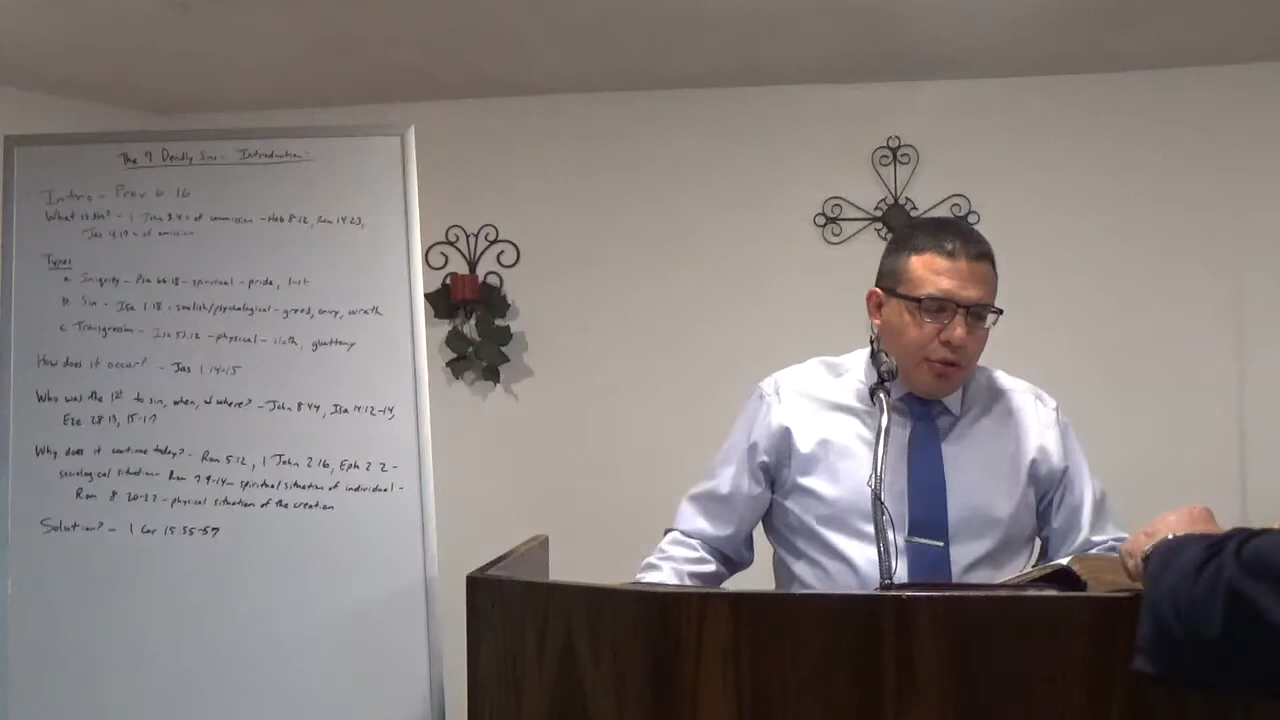 The 7 Deadly Sins - "Introduction"
Intro - Prov 6 16
What is sin? - 1 John 3:4 = of commission - Heb 8:12, Rom 14:23,
Jas 4:17 = of omission
Types
a. Iniquity - Psa 66:18 - spiritual - pride, lust
b. Sin - Isa 1:18 - soulish/psychological - greed, envy, wrath
c. Transgression - Isa 53:12 - physical - sloth, gluttony
How does it occur? - Jas 1:14-15
Who was the 1st to sin, when, & where? - John 8:44, Isa 14:12-14,
Eze 28:13, 15-17
Why does it continue today? - Rom 5:12, 1 John 2:16, Eph 2 2 -
sociological situation - Rom 7 9-14 - spiritual situation of individual -
Rom 8 20-22 - physical situation of the creation
Solution? - 1 Cor 15:55-57